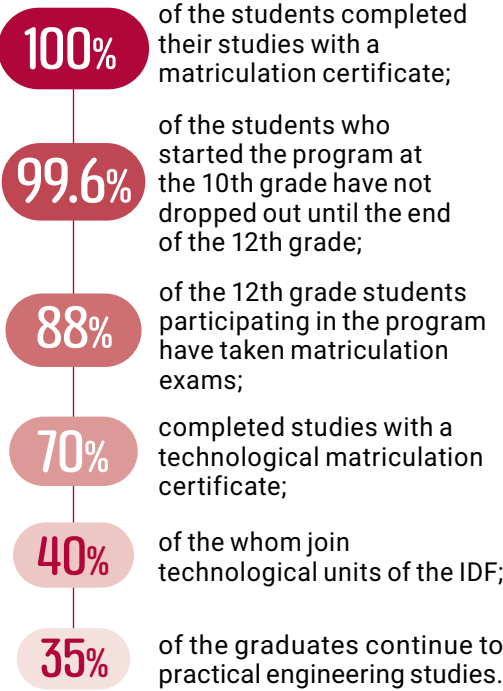 100%
of the students completed
their studies with a
matriculation certificate;
99.6%
of the students who
started the program at
the 10th grade have not
dropped out until the end
of the 12th grade;
88%
of the 12th grade students
participating in the program
have taken matriculation
exams;
70%
completed studies with a
technological matriculation
certificate;
40%
of the whom join
technological units of the IDF;
35%
of the graduates continue to
practical engineering studies.